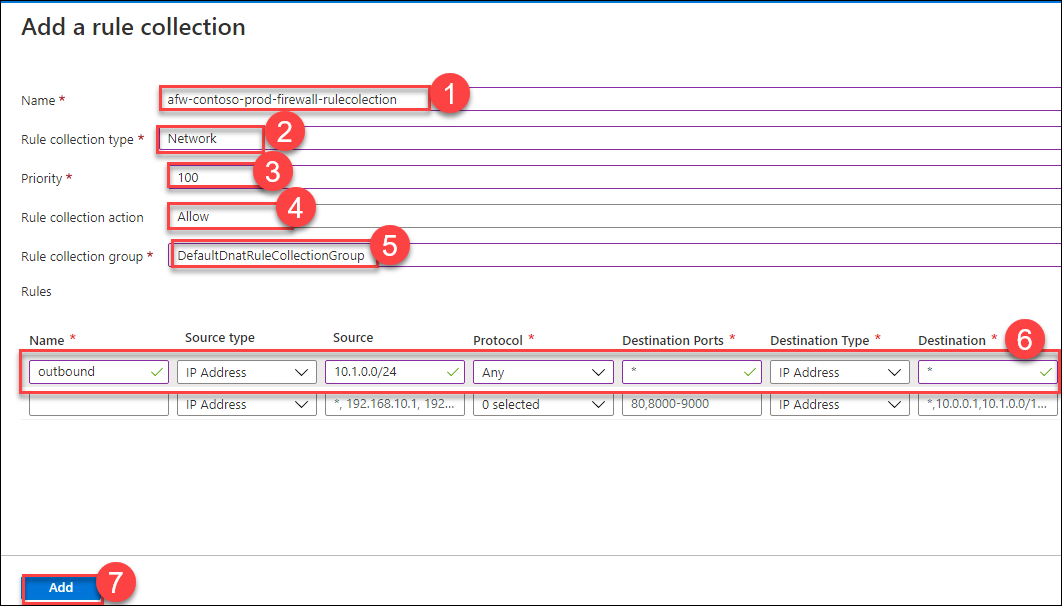 Add a rule collection
Name * afw-contoso-prod-firewall-rulecolection 1
Rule collection type * Network 2
Priority * 100 3
Rule collection action Allow 4
Rule collection group * DefaultDnatRuleCollectionGroup 5
Rules
Name * Source type Source Protocol * Destination Ports * Destination Type * Destination * 6
outbound IP Address 10.1.0.0/24 Any * IP Address *
IP Address *, 192.168.10.1, 192... 0 selected 80,8000-9000 IP Address *,10.0.0.1,10.1.0.0/1...
Add 7